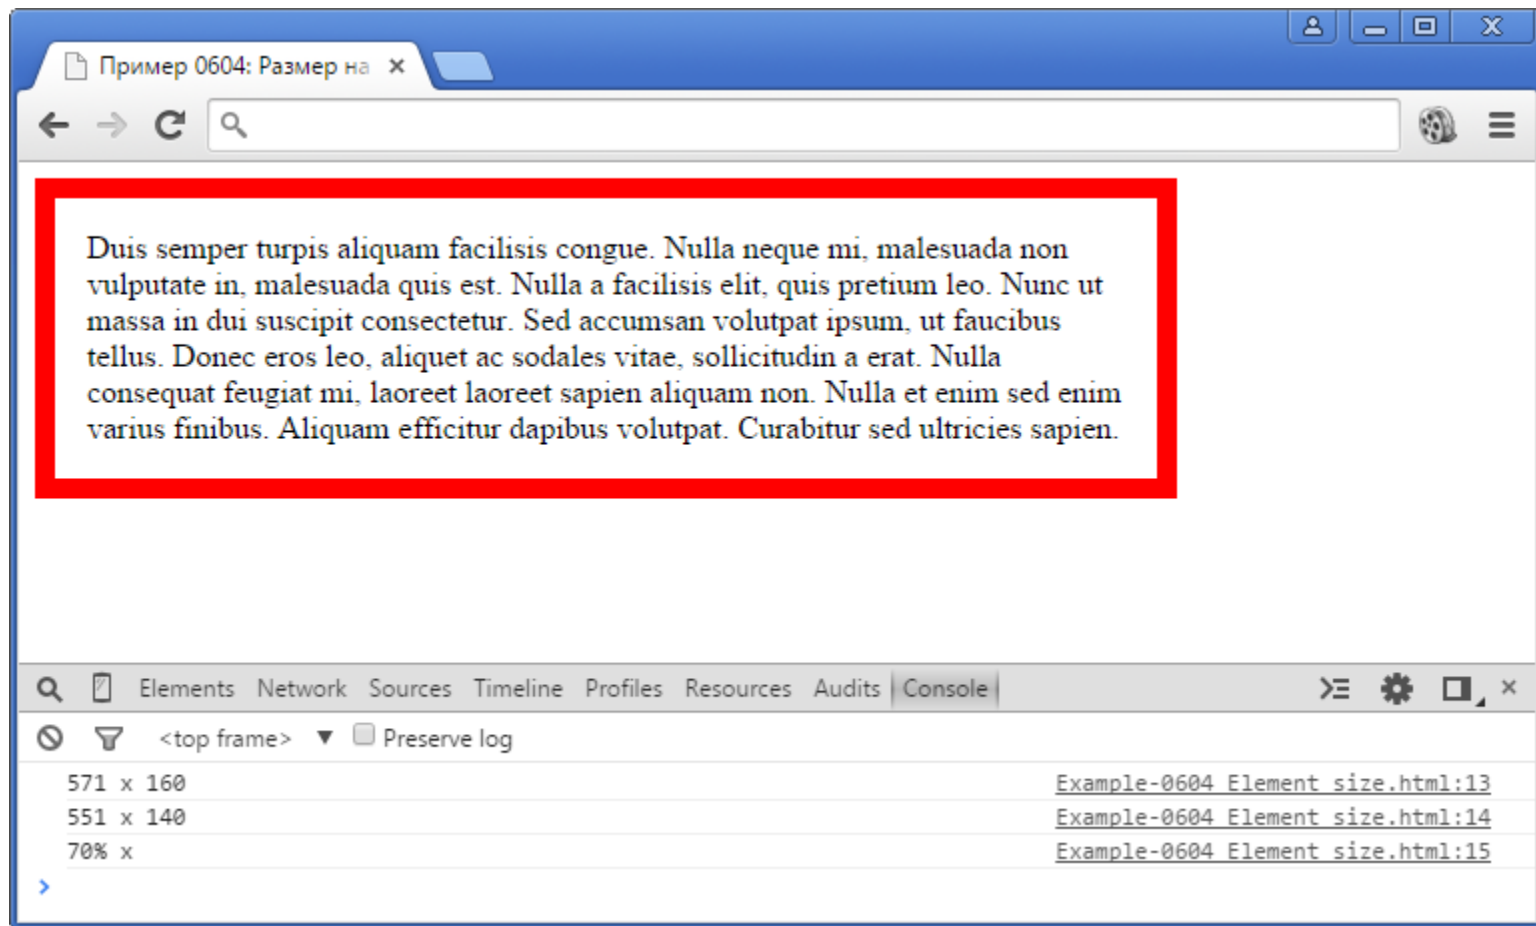 Пример 0604: Размер на
Duis semper turpis aliquam facilisis congue. Nulla neque mi, malesuada non
vulputate in, malesuada quis est. Nulla a facilisis elit, quis pretium leo. Nunc ut
massa in dui suscipit consectetur. Sed accumsan volutpat ipsum, ut faucibus
tellus. Donec eros leo, aliquet ac sodales vitae, sollicitudin a erat. Nulla
consequat feugiat mi, laoreet laoreet sapien aliquam non. Nulla et enim sed enim
varius finibus. Aliquam efficitur dapibus volutpat. Curabitur sed ultricies sapien.
Elements Network Sources Timeline Profiles Resources Audits Console
<top frame> Preserve log
571 x 160 Example-0604 Element size.html:13
551 x 140 Example-0604 Element size.html:14
70% x Example-0604 Element size.html:15